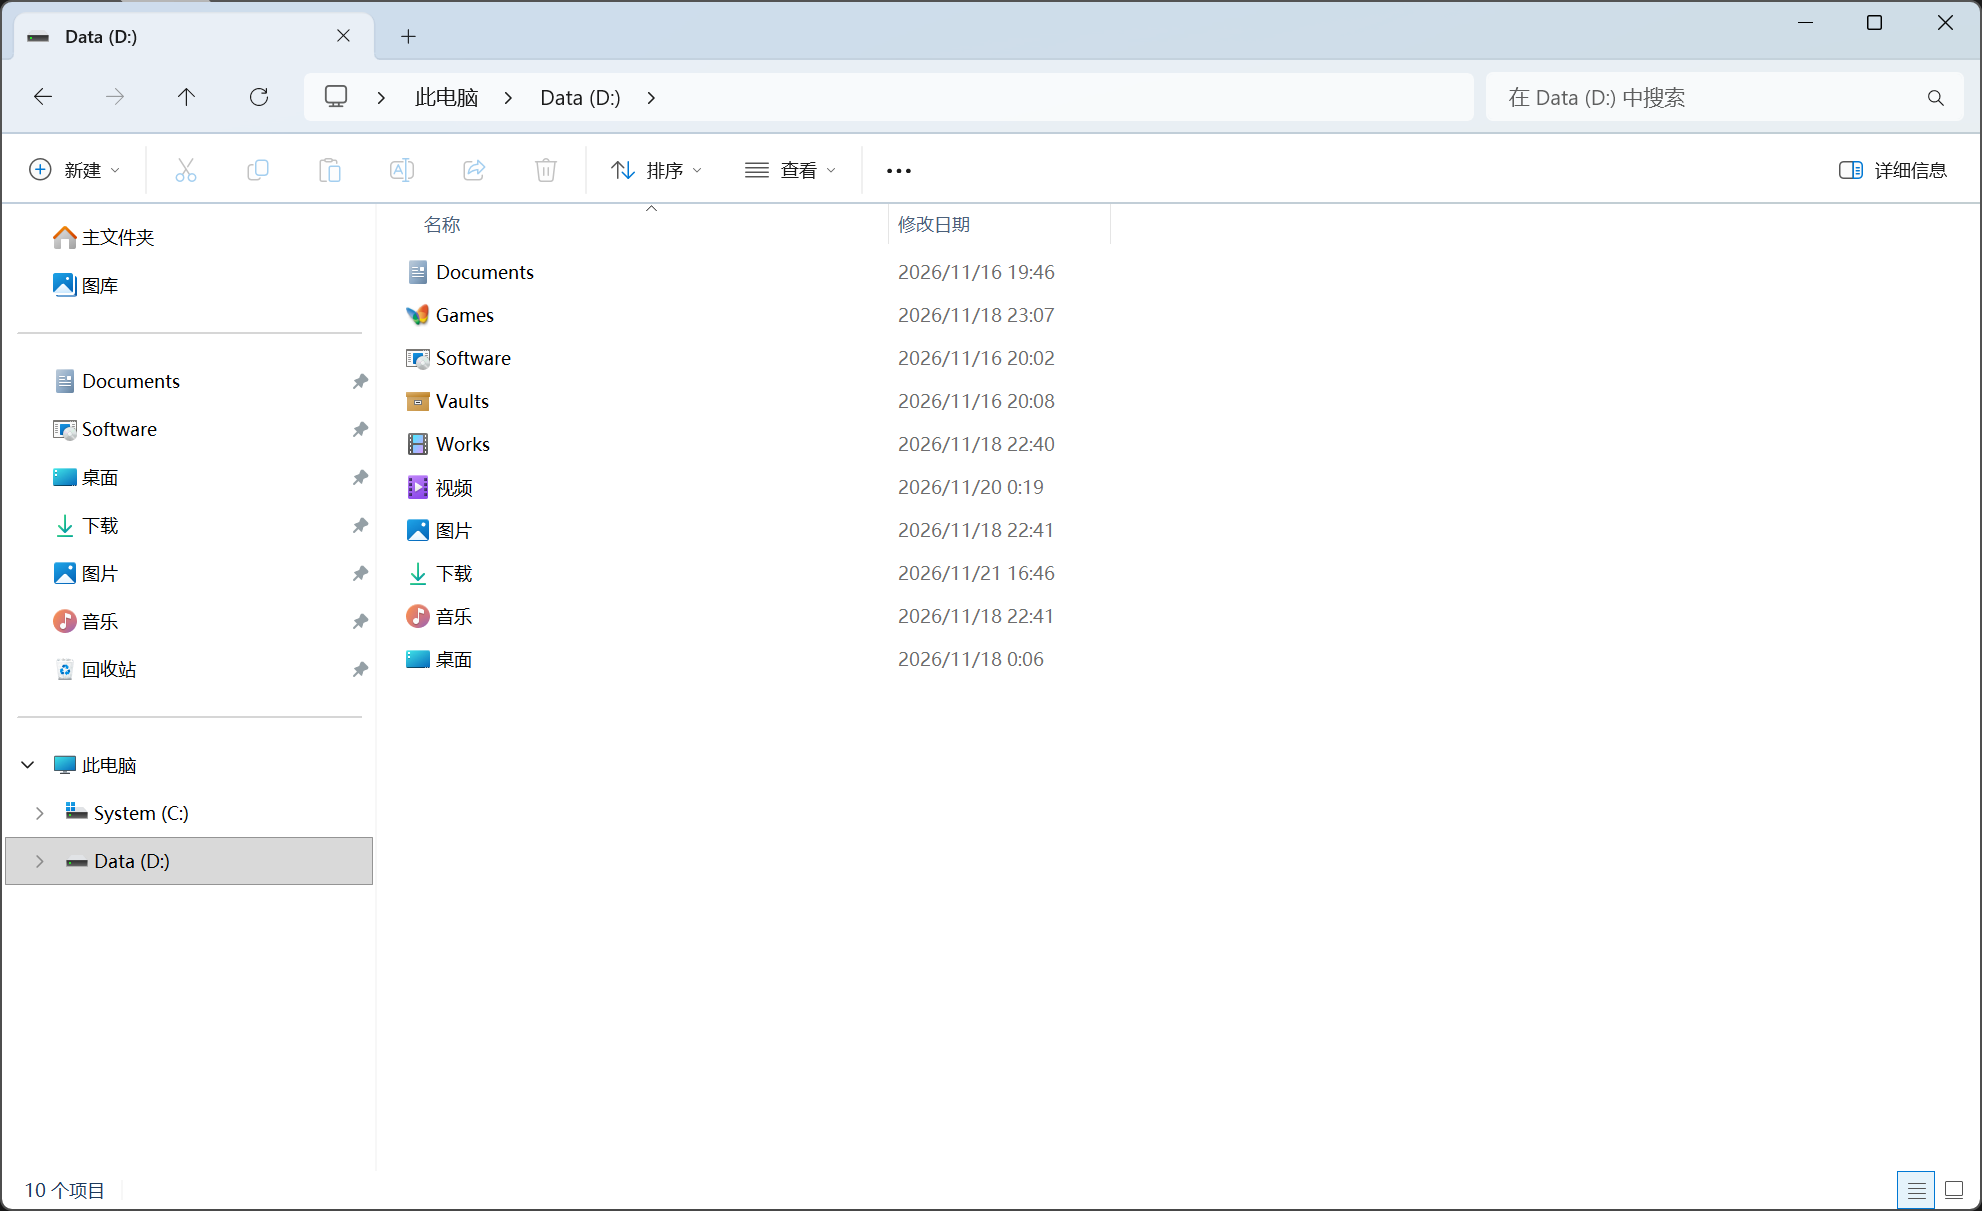 Data (D:)
此电脑 Data (D:)
在 Data (D:) 中搜索
新建 排序 查看 详细信息
主文件夹
图库
Documents
Software
桌面
下载
图片
音乐
回收站
此电脑
System (C:)
Data (D:)
名称 修改日期
Documents 2026/11/16 19:46
Games 2026/11/18 23:07
Software 2026/11/16 20:02
Vaults 2026/11/16 20:08
Works 2026/11/18 22:40
视频 2026/11/20 0:19
图片 2026/11/18 22:41
下载 2026/11/21 16:46
音乐 2026/11/18 22:41
桌面 2026/11/18 0:06
10 个项目